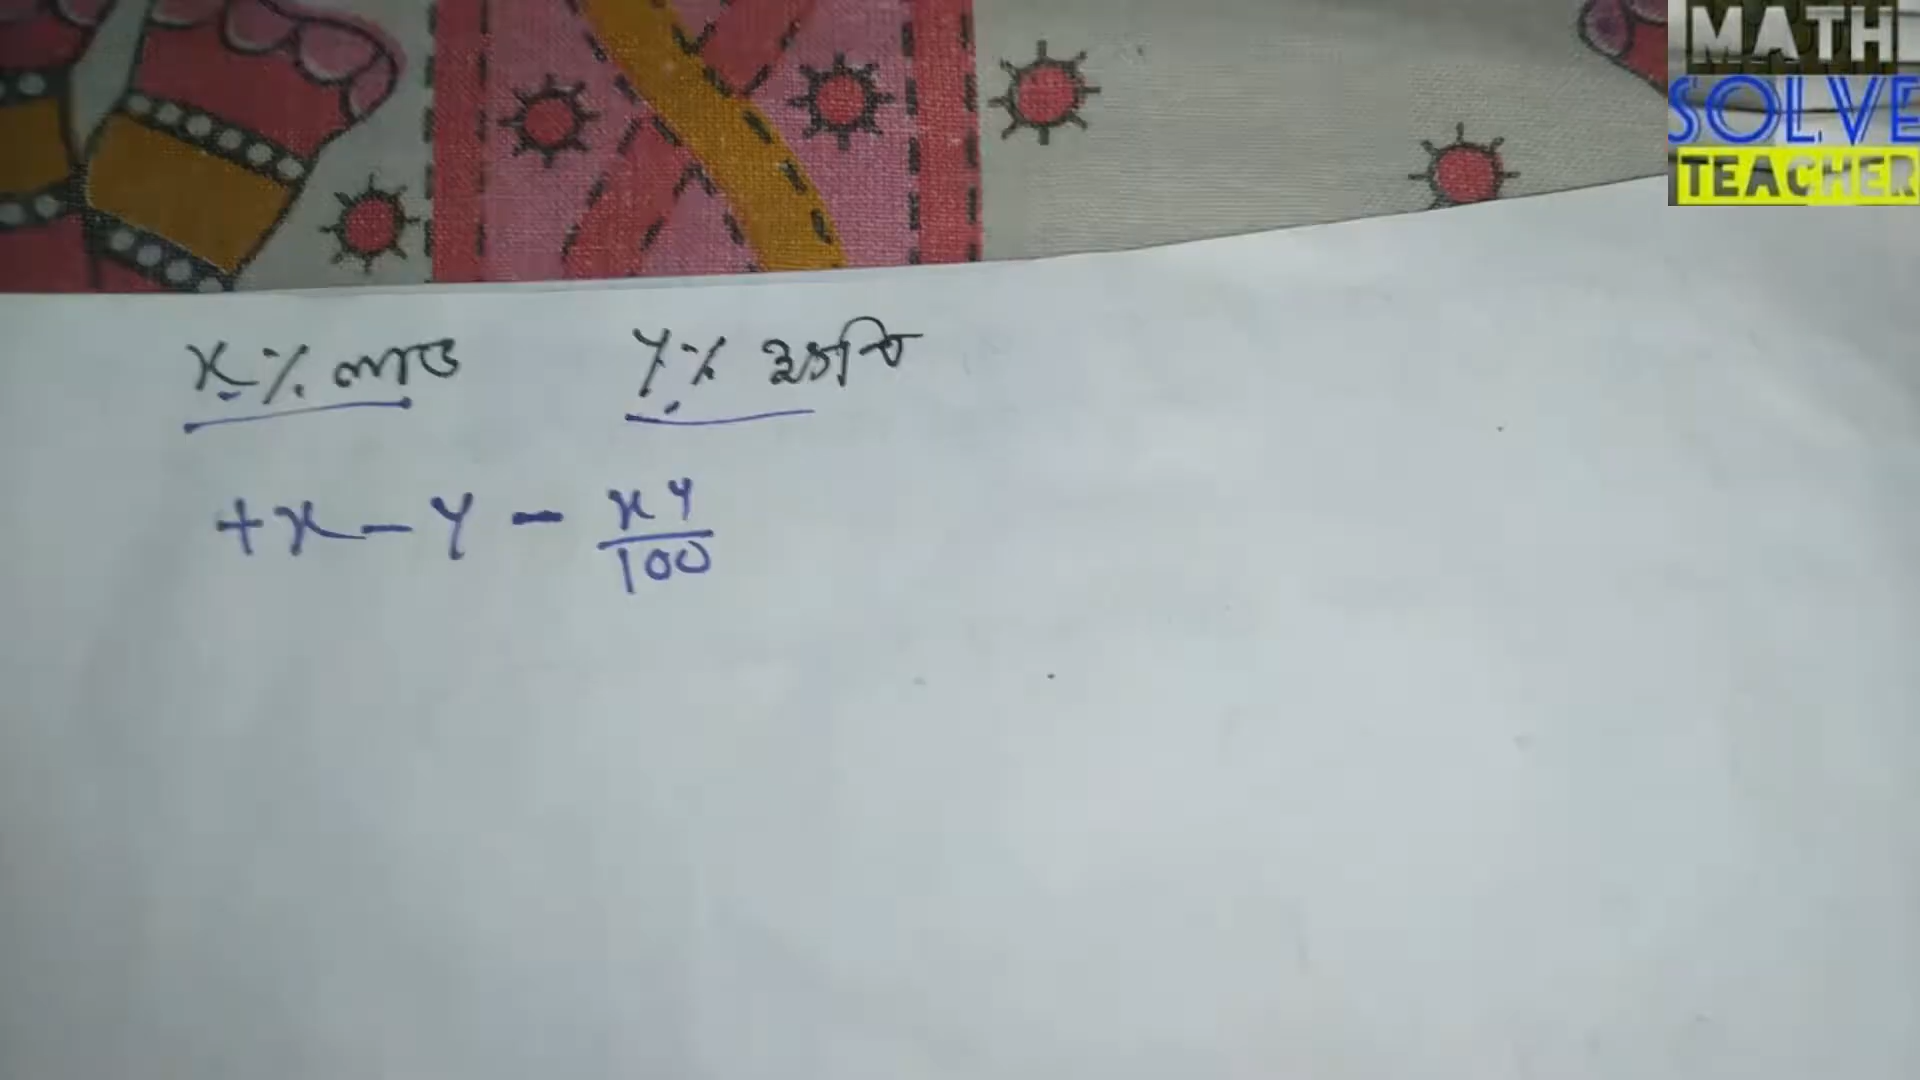 MATH
SOLVE
TEACHER
x% লাভ y% ক্ষতি
+x - y - xy/100